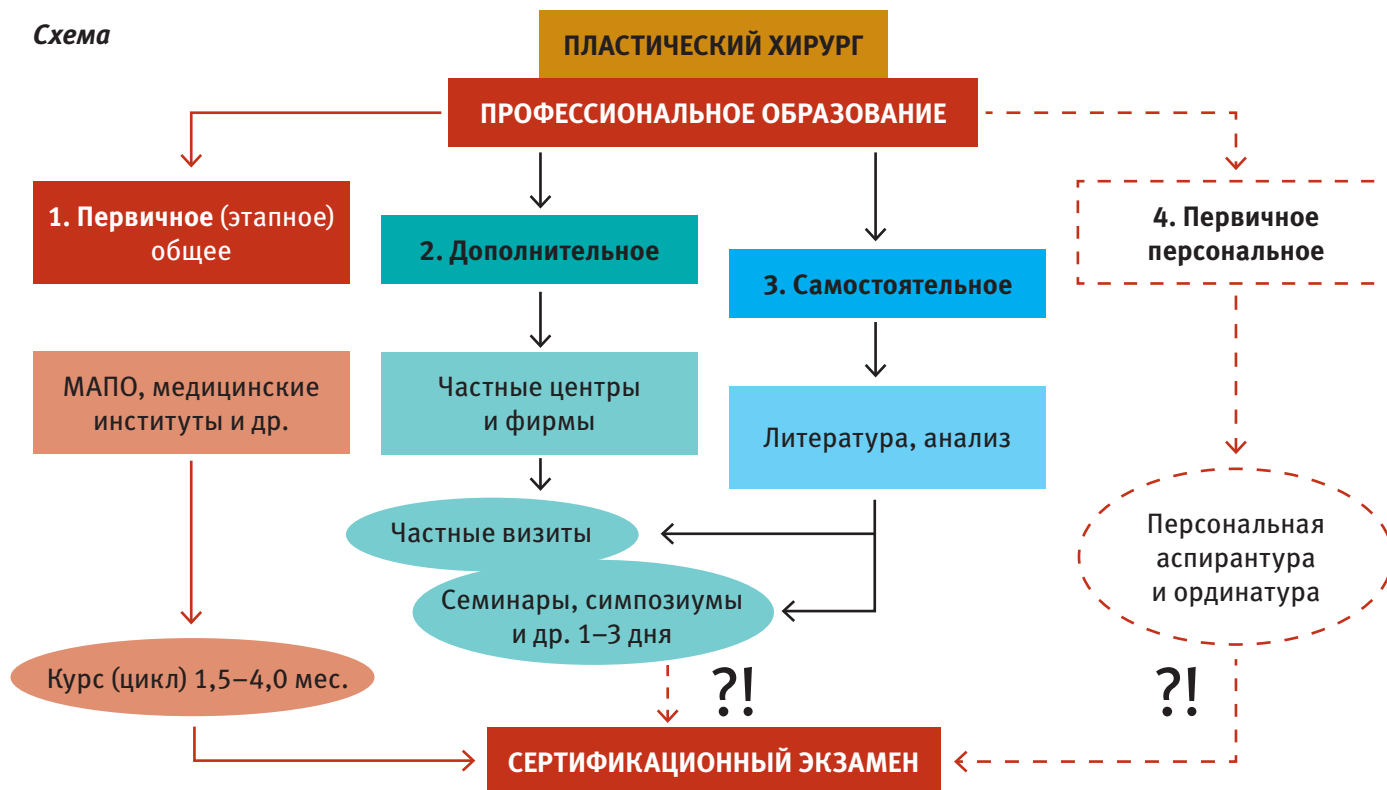 Схема
ПЛАСТИЧЕСКИЙ ХИРУРГ
ПРОФЕССИОНАЛЬНОЕ ОБРАЗОВАНИЕ
1. Первичное (этапное)
общее
2. Дополнительное
3. Самостоятельное
4. Первичное
персональное
МАПО, медицинские
институты и др.
Частные центры
и фирмы
Литература, анализ
Частные визиты
Семинары, симпозиумы
и др. 1–3 дня
Персональная
аспирантура
и ординатура
Курс (цикл) 1,5–4,0 мес.
?!
?!
СЕРТИФИКАЦИОННЫЙ ЭКЗАМЕН